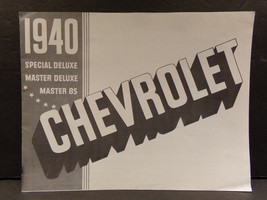 1940
SPECIAL DELUXE
MASTER DELUXE
MASTER 85
CHEVROLET